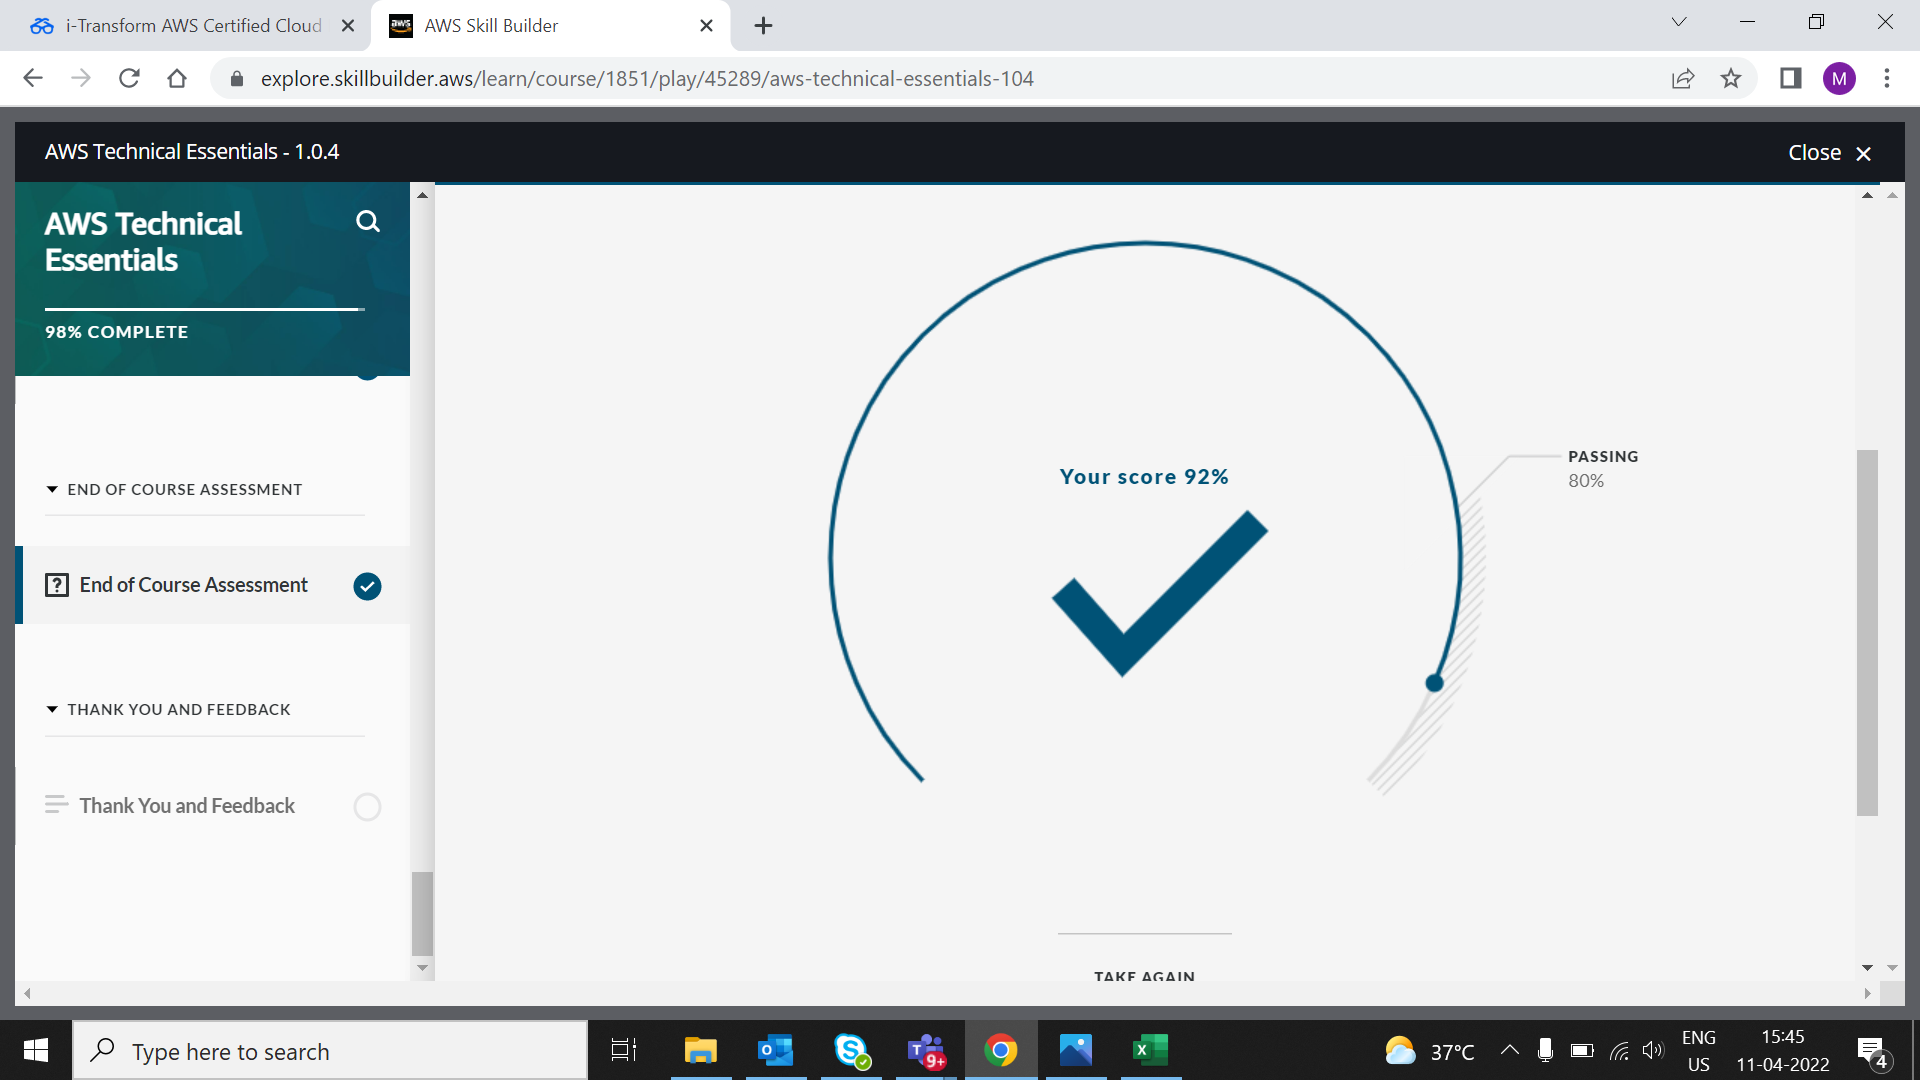 i-Transform AWS Certified Cloud
AWS Skill Builder
explore.skillbuilder.aws/learn/course/1851/play/45289/aws-technical-essentials-104
M
AWS Technical Essentials - 1.0.4
Close
AWS Technical
Essentials
98% COMPLETE
END OF COURSE ASSESSMENT
End of Course Assessment
THANK YOU AND FEEDBACK
Thank You and Feedback
Your score 92%
PASSING
80%
TAKE AGAIN
Type here to search
9+
37°C
ENG
US
15:45
11-04-2022
4